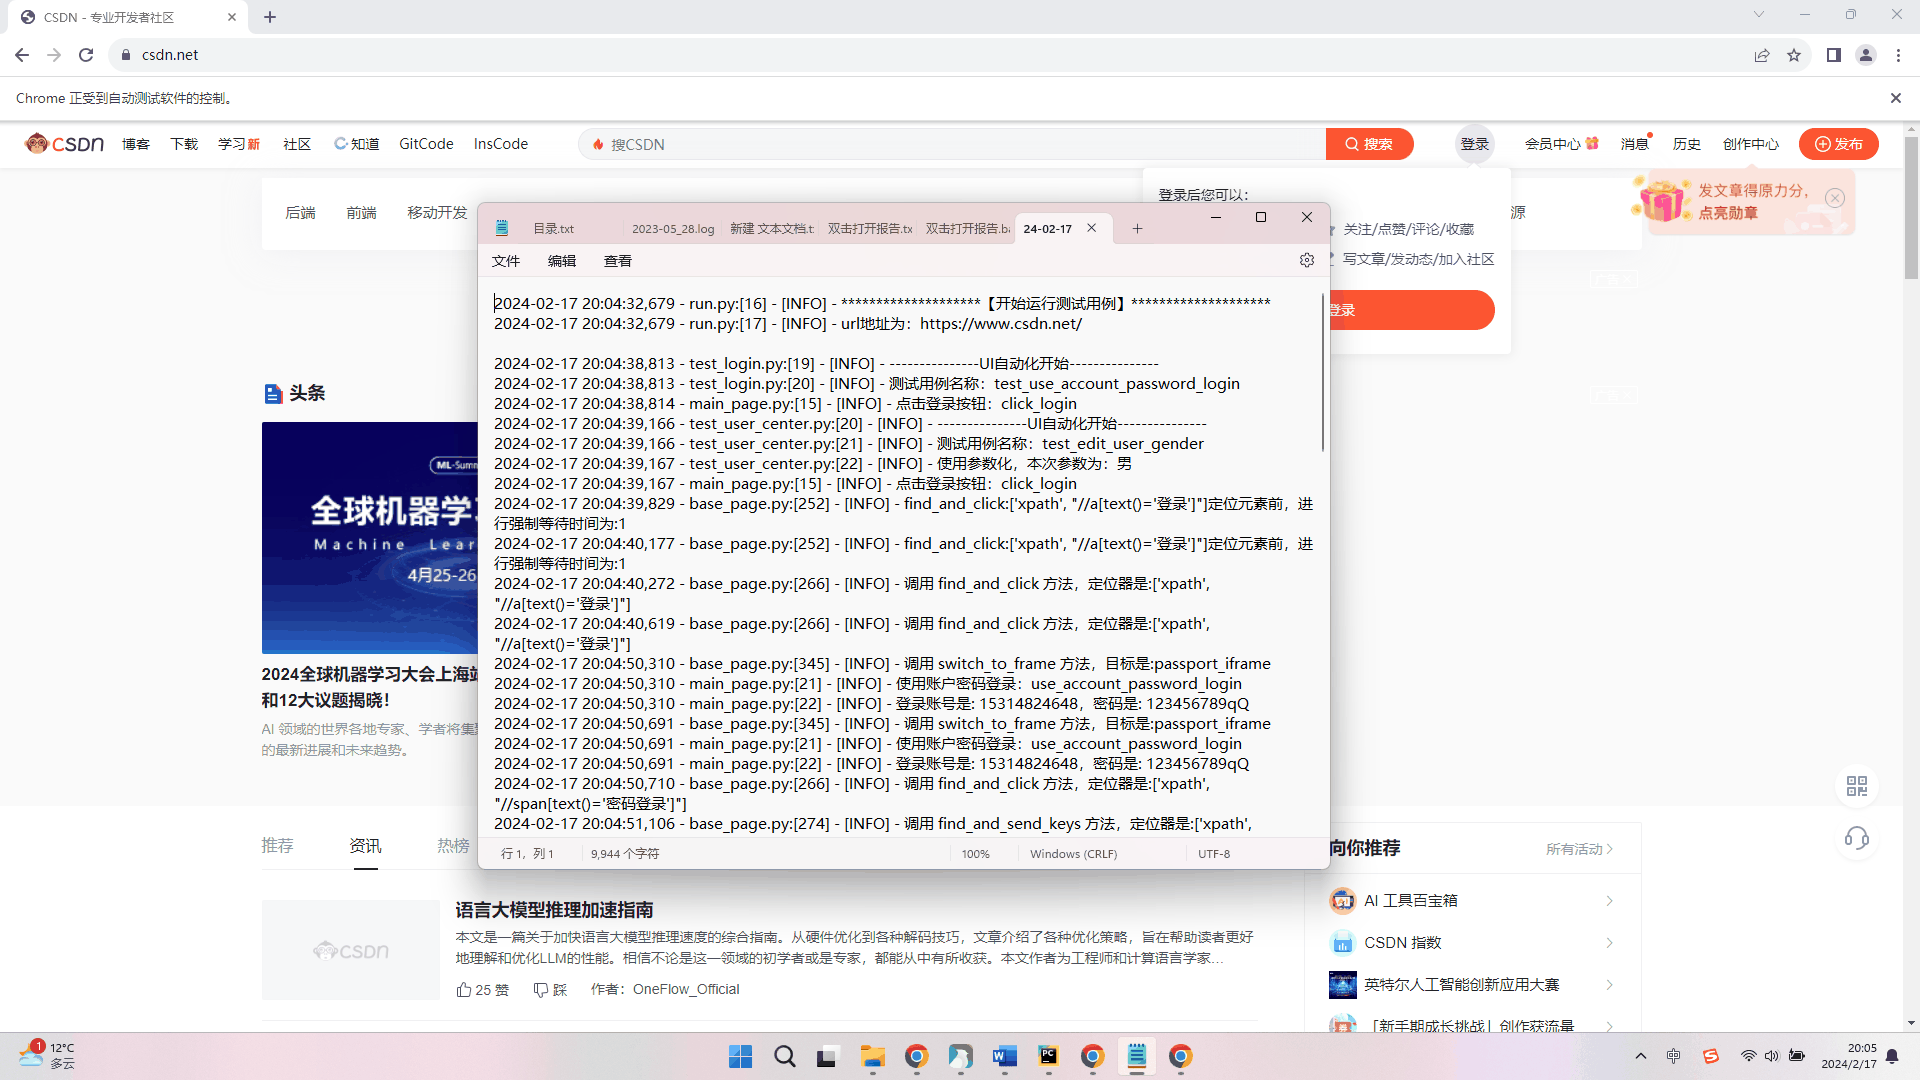 CSDN - 专业开发者社区
csdn.net
Chrome 正受到自动测试软件的控制。
CSDN 博客 下载 学习新 社区 知道 GitCode InsCode 搜CSDN 搜索 登录 会员中心 消息 历史 创作中心 发布
后端 前端 移动开发
登录后您可以：
关注/点赞/评论/收藏
写文章/发动态/加入社区
登录
源
发文章得原力分，
点亮勋章
目录.txt 2023-05_28.log 新建 文本文档.t 双击打开报告.tx 双击打开报告.ba 24-02-17
文件 编辑 查看
2024-02-17 20:04:32,679 - run.py:[16] - [INFO] - ********************【开始运行测试用例】********************
2024-02-17 20:04:32,679 - run.py:[17] - [INFO] - url地址为：https://www.csdn.net/
2024-02-17 20:04:38,813 - test_login.py:[19] - [INFO] - ---------------UI自动化开始---------------
2024-02-17 20:04:38,813 - test_login.py:[20] - [INFO] - 测试用例名称：test_use_account_password_login
2024-02-17 20:04:38,814 - main_page.py:[15] - [INFO] - 点击登录按钮：click_login
2024-02-17 20:04:39,166 - test_user_center.py:[20] - [INFO] - ---------------UI自动化开始---------------
2024-02-17 20:04:39,166 - test_user_center.py:[21] - [INFO] - 测试用例名称：test_edit_user_gender
2024-02-17 20:04:39,167 - test_user_center.py:[22] - [INFO] - 使用参数化，本次参数为：男
2024-02-17 20:04:39,167 - main_page.py:[15] - [INFO] - 点击登录按钮：click_login
2024-02-17 20:04:39,829 - base_page.py:[252] - [INFO] - find_and_click:['xpath', "//a[text()='登录']"]定位元素前，进
行强制等待时间为:1
2024-02-17 20:04:40,177 - base_page.py:[252] - [INFO] - find_and_click:['xpath', "//a[text()='登录']"]定位元素前，进
行强制等待时间为:1
2024-02-17 20:04:40,272 - base_page.py:[266] - [INFO] - 调用 find_and_click 方法，定位器是:['xpath',
"//a[text()='登录']"]
2024-02-17 20:04:40,619 - base_page.py:[266] - [INFO] - 调用 find_and_click 方法，定位器是:['xpath',
"//a[text()='登录']"]
2024-02-17 20:04:50,310 - base_page.py:[345] - [INFO] - 调用 switch_to_frame 方法，目标是:passport_iframe
2024-02-17 20:04:50,310 - main_page.py:[21] - [INFO] - 使用账户密码登录：use_account_password_login
2024-02-17 20:04:50,310 - main_page.py:[22] - [INFO] - 登录账号是: 15314824648，密码是: 123456789qQ
2024-02-17 20:04:50,691 - base_page.py:[345] - [INFO] - 调用 switch_to_frame 方法，目标是:passport_iframe
2024-02-17 20:04:50,691 - main_page.py:[21] - [INFO] - 使用账户密码登录：use_account_password_login
2024-02-17 20:04:50,691 - main_page.py:[22] - [INFO] - 登录账号是: 15314824648，密码是: 123456789qQ
2024-02-17 20:04:50,710 - base_page.py:[266] - [INFO] - 调用 find_and_click 方法，定位器是:['xpath',
"//span[text()='密码登录']"]
2024-02-17 20:04:51,106 - base_page.py:[274] - [INFO] - 调用 find_and_send_keys 方法，定位器是:['xpath',
行 1，列 1 9,944 个字符 100% Windows (CRLF) UTF-8
头条
ML-Summ
全球机器学
Machine Lear
4月25-26
2024全球机器学习大会上海站
和12大议题揭晓！
AI 领域的世界各地专家、学者将集聚
的最新进展和未来趋势。
推荐 资讯 热榜
语言大模型推理加速指南
本文是一篇关于加快语言大模型推理速度的综合指南。从硬件优化到各种解码技巧，文章介绍了各种优化策略，旨在帮助读者更好
地理解和优化LLM的性能。相信不论是这一领域的初学者或是专家，都能从中有所收获。本文作者为工程师和计算语言学家...
CSDN
25 赞 踩 作者： OneFlow_Official
向你推荐 所有活动
AI 工具百宝箱
CSDN 指数
英特尔人工智能创新应用大赛
「新手期成长挑战」创作获流量
1 12°C
多云
中
20:05
2024/2/17